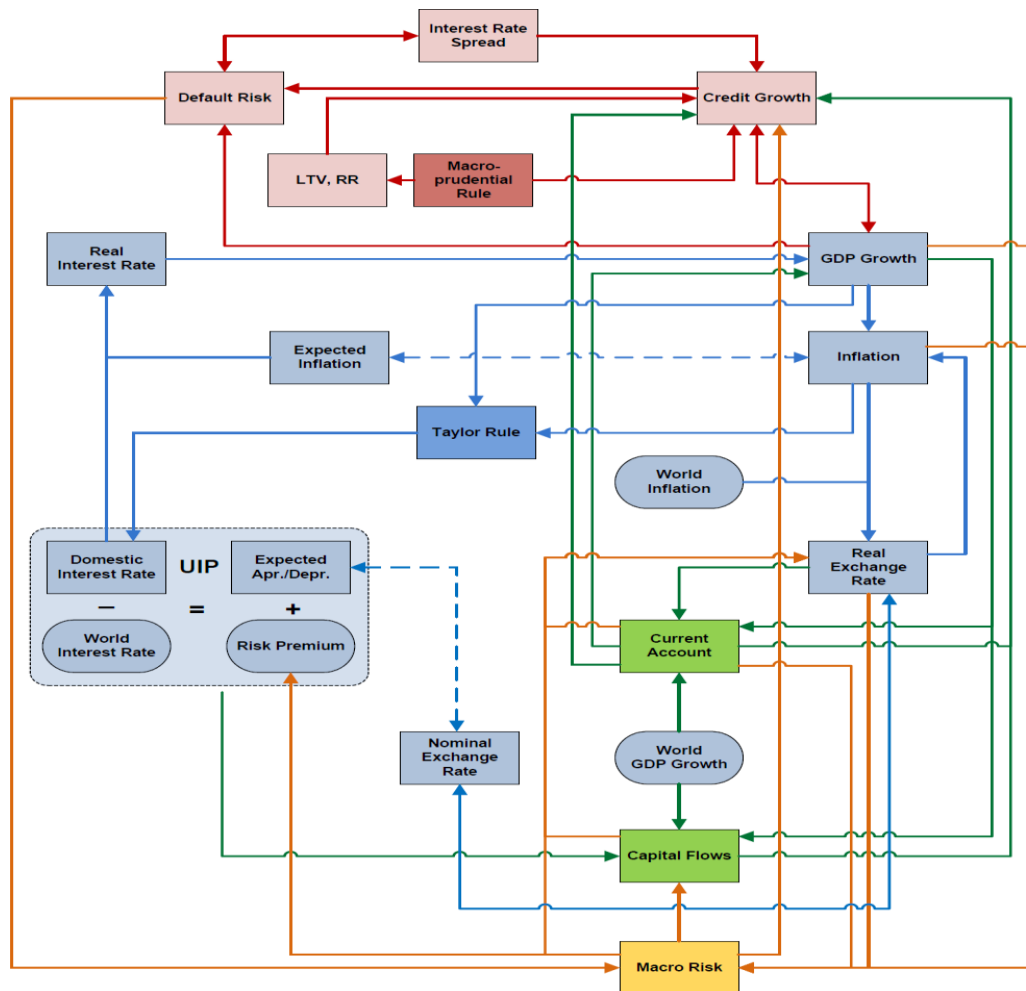 Interest Rate
Spread
Default Risk
Credit Growth
LTV, RR
Macro-
prudential
Rule
Real
Interest Rate
GDP Growth
Expected
Inflation
Inflation
Taylor Rule
World
Inflation
Domestic
Interest Rate
UIP
Expected
Apr./Depr.
Real
Exchange
Rate
–
=
+
World
Interest Rate
Risk Premium
Current
Account
Nominal
Exchange
Rate
World
GDP Growth
Capital Flows
Macro Risk